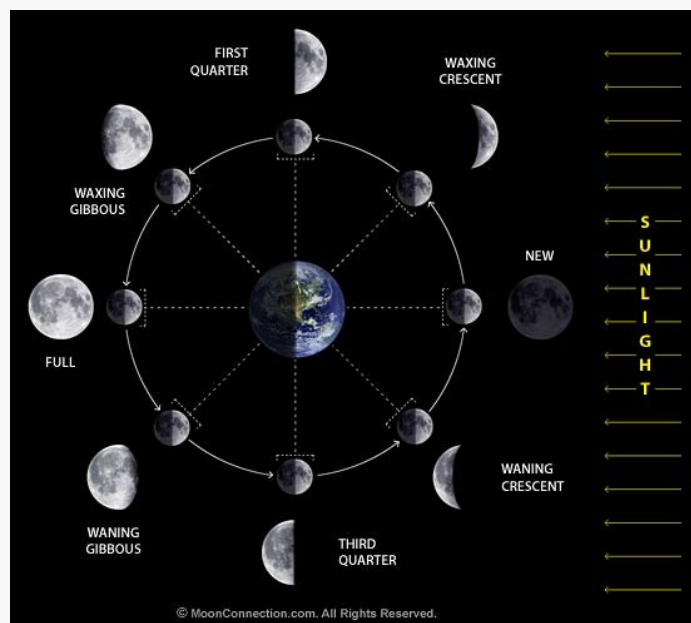 FIRST
QUARTER
WAXING
CRESCENT
WAXING
GIBBOUS
NEW
SUNLIGHT
FULL
WANING
CRESCENT
WANING
GIBBOUS
THIRD
QUARTER
© MoonConnection.com. All Rights Reserved.